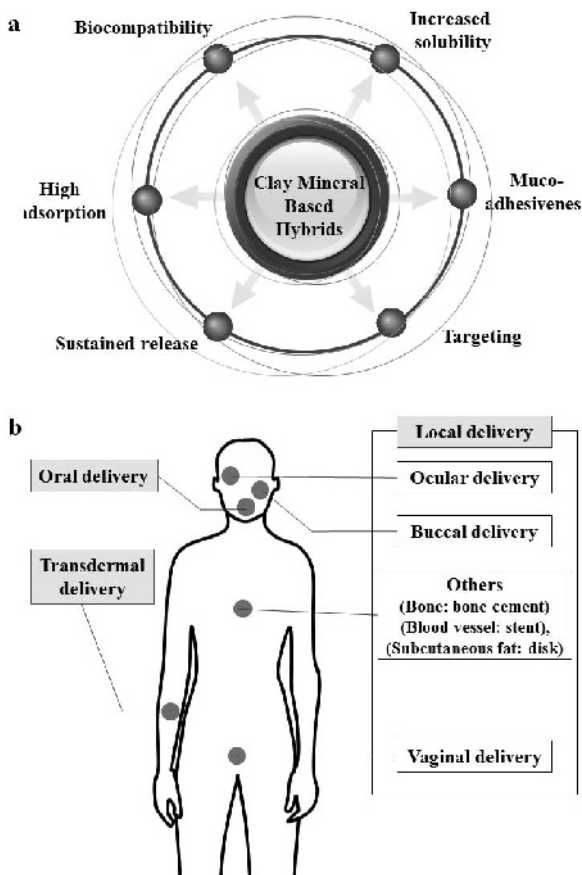 a
Biocompatibility
Increased
solubility
High
adsorption
Clay Mineral
Based
Hybrids
Muco-
adhesivenes
Sustained release
Targeting
b
Local delivery
Oral delivery
Ocular delivery
Buccal delivery
Transdermal
delivery
Others
(Bone: bone cement)
(Blood vessel: stent),
(Subcutaneous fat: disk)
Vaginal delivery